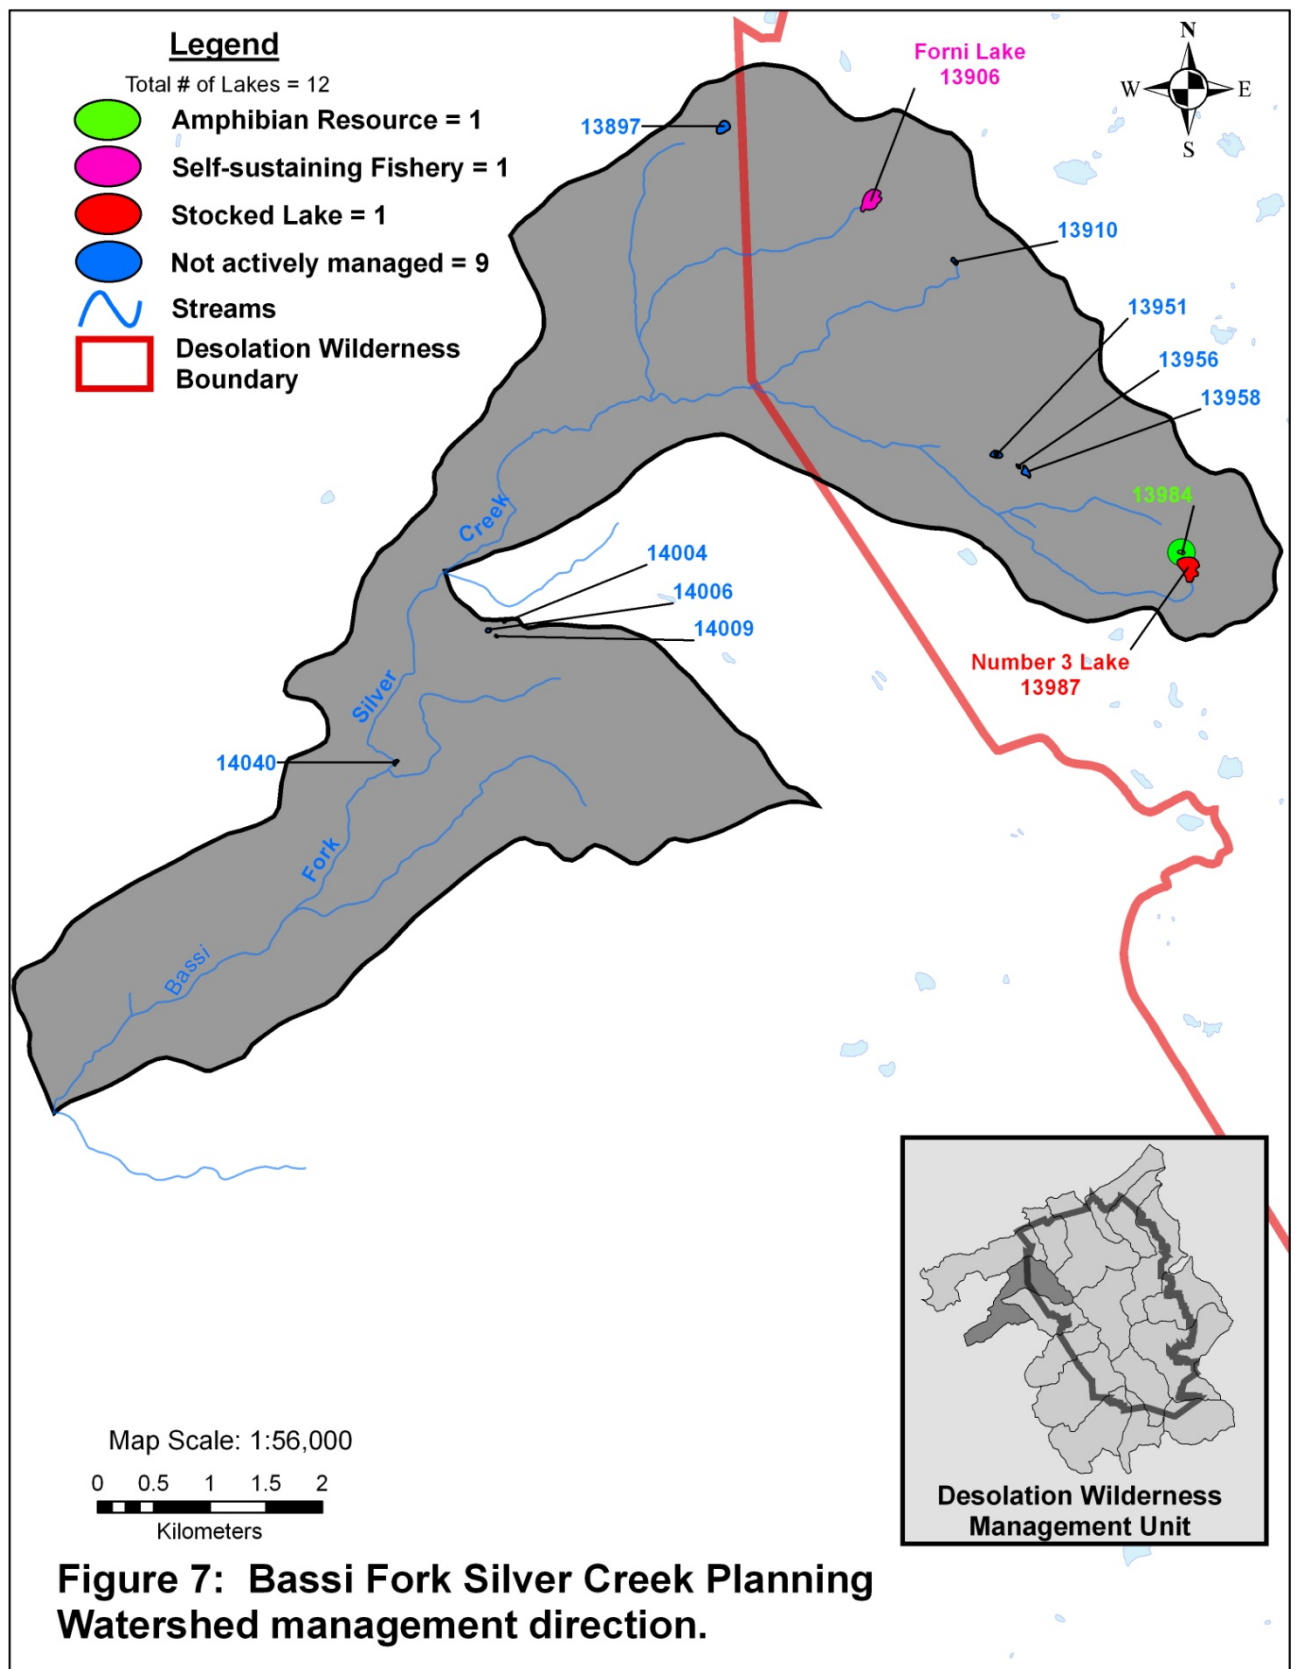 Legend
Total # of Lakes = 12
Amphibian Resource = 1
Self-sustaining Fishery = 1
Stocked Lake = 1
Not actively managed = 9
Streams
Desolation Wilderness
Boundary
N
W
E
S
Forni Lake
13906
13897
13910
13951
13956
13958
13984
Number 3 Lake
13987
14004
14006
14009
14040
Creek
Silver
Fork
Bassi
Map Scale: 1:56,000
0 0.5 1 1.5 2
Kilometers
Desolation Wilderness
Management Unit
Figure 7: Bassi Fork Silver Creek Planning
Watershed management direction.